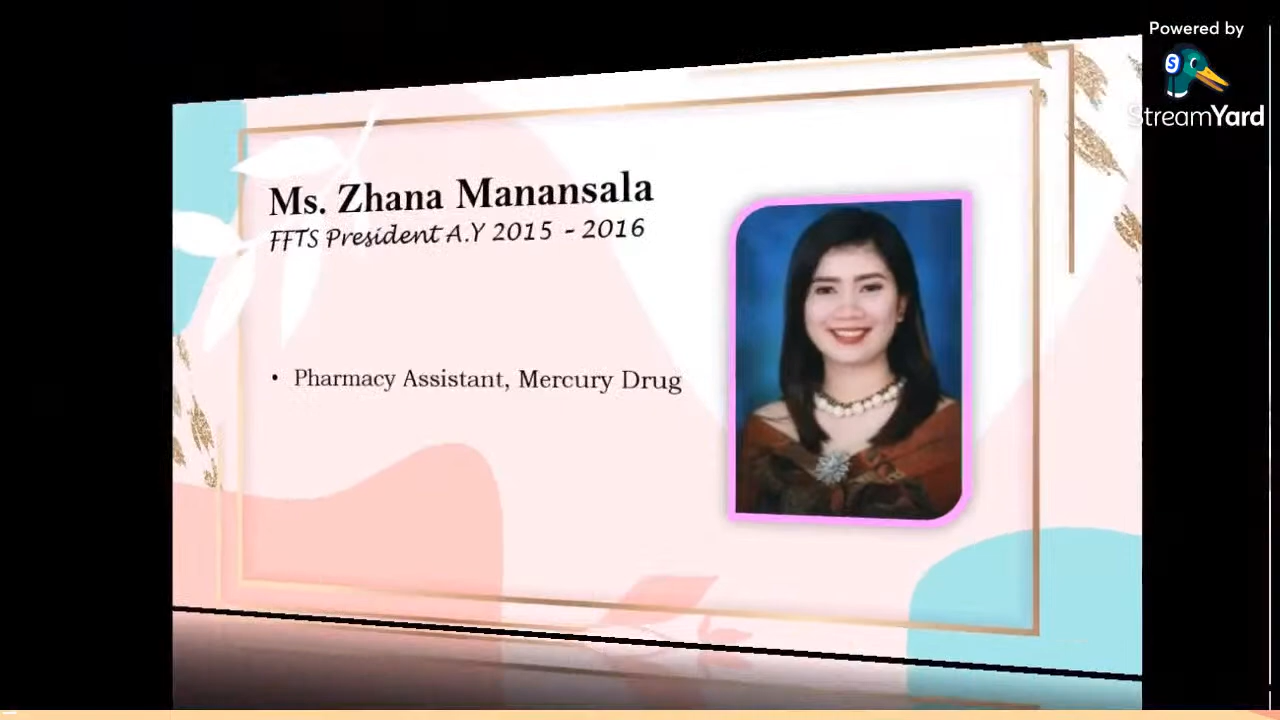 Powered by
StreamYard
Ms. Zhana Manansala
FFTS President A.Y 2015 - 2016
• Pharmacy Assistant, Mercury Drug